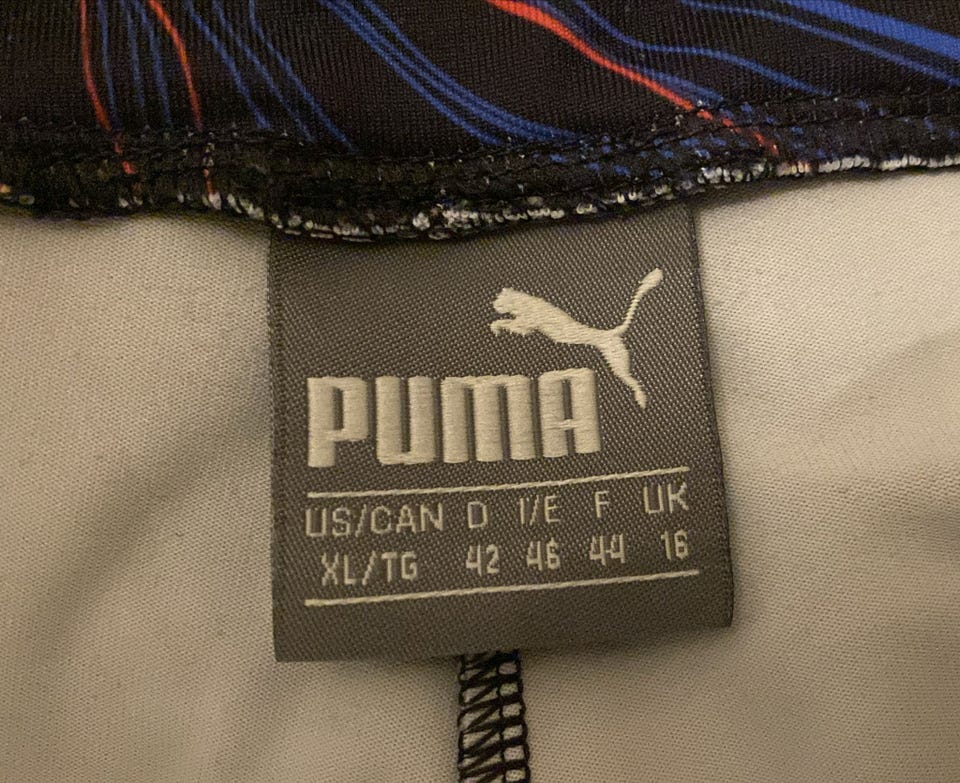 PUMA
US/CAN D I/E F UK
XL/TG 42 46 44 16